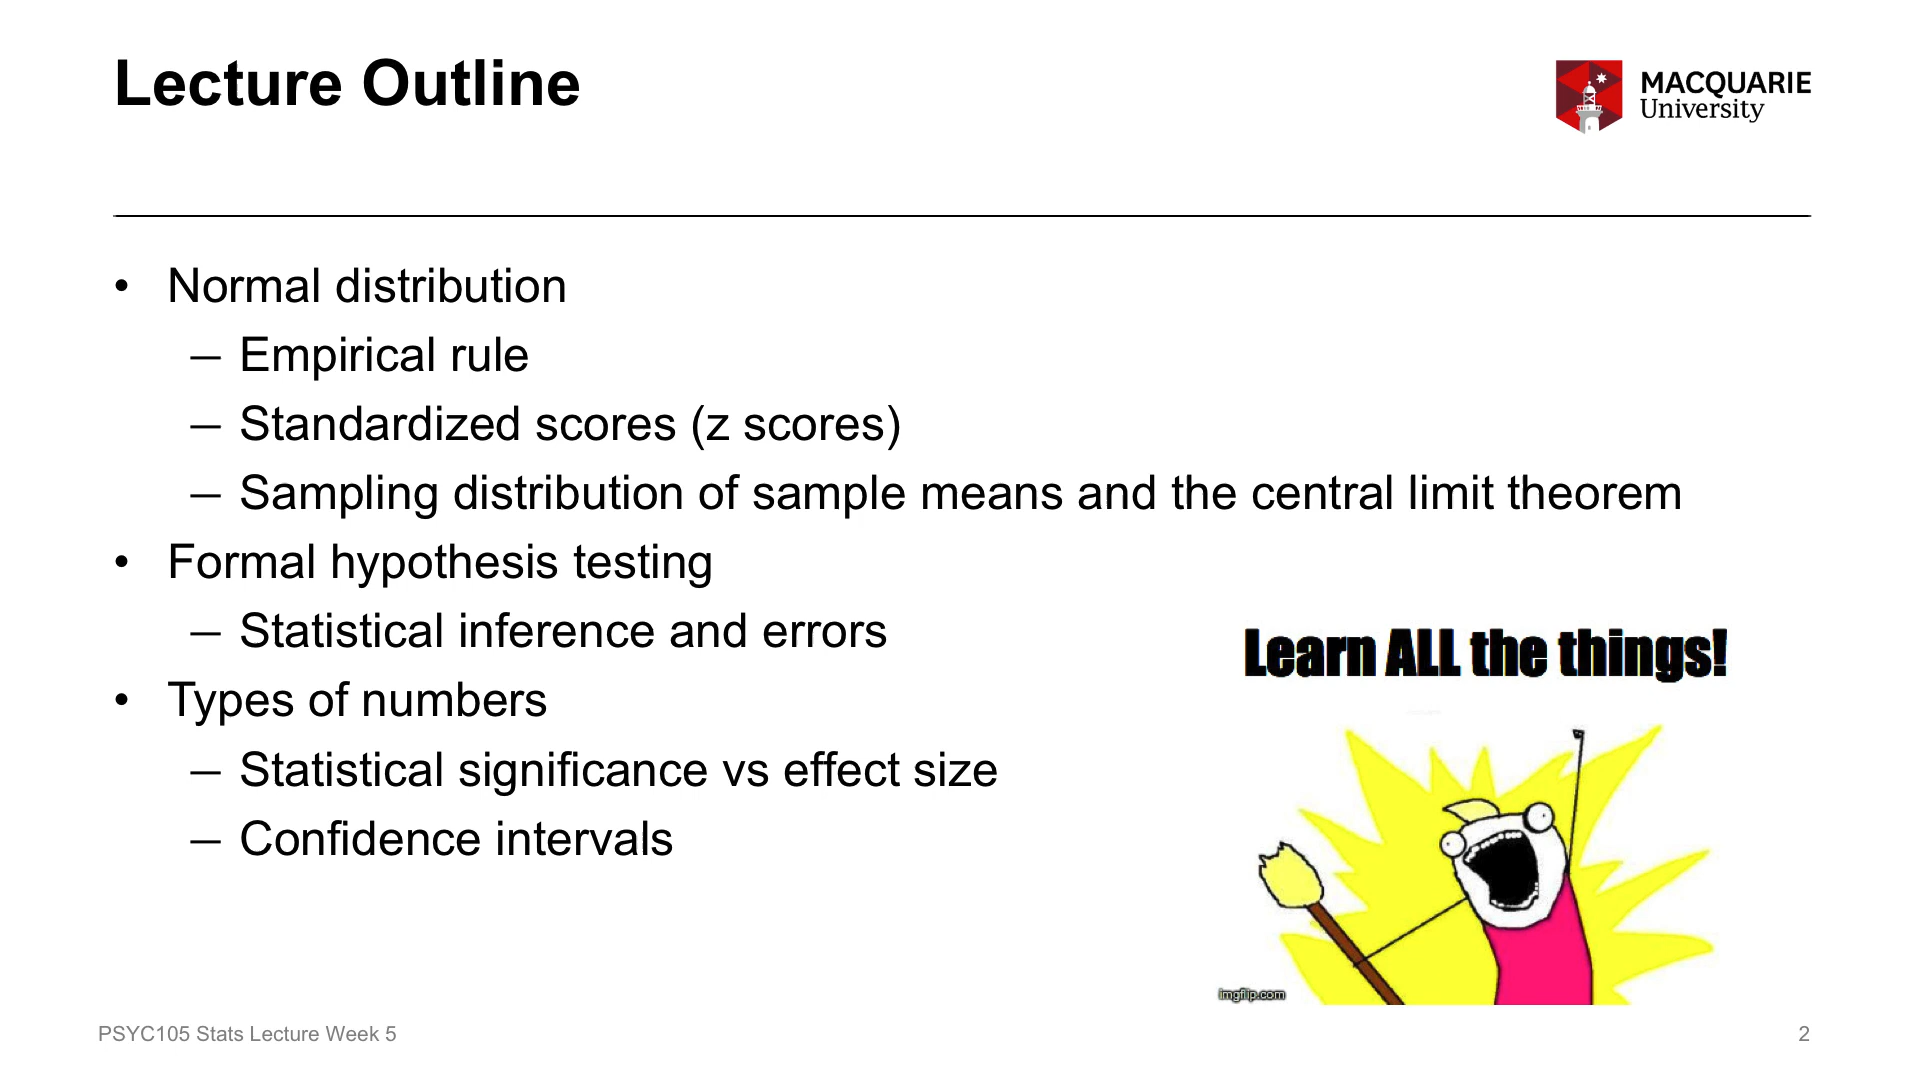 Lecture Outline
MACQUARIE
University
• Normal distribution
— Empirical rule
— Standardized scores (z scores)
— Sampling distribution of sample means and the central limit theorem
• Formal hypothesis testing
— Statistical inference and errors
• Types of numbers
— Statistical significance vs effect size
— Confidence intervals
Learn ALL the things!
imgflip.com
PSYC105 Stats Lecture Week 5
2